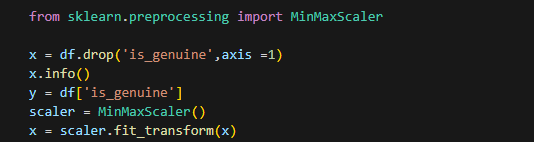 from sklearn.preprocessing import MinMaxScaler
x = df.drop('is_genuine',axis =1)
x.info()
y = df['is_genuine']
scaler = MinMaxScaler()
x = scaler.fit_transform(x)